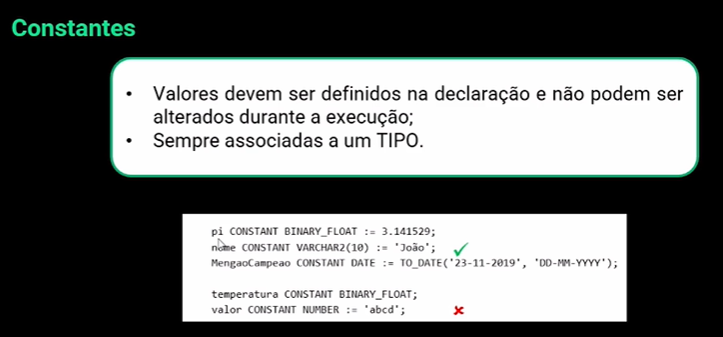 Constantes
• Valores devem ser definidos na declaração e não podem ser
alterados durante a execução;
• Sempre associadas a um TIPO.
pi CONSTANT BINARY_FLOAT := 3.141529;
nome CONSTANT VARCHAR2(10) := 'João';
MengaoCampeao CONSTANT DATE := TO_DATE('23-11-2019', 'DD-MM-YYYY');
temperatura CONSTANT BINARY_FLOAT;
valor CONSTANT NUMBER := 'abcd';